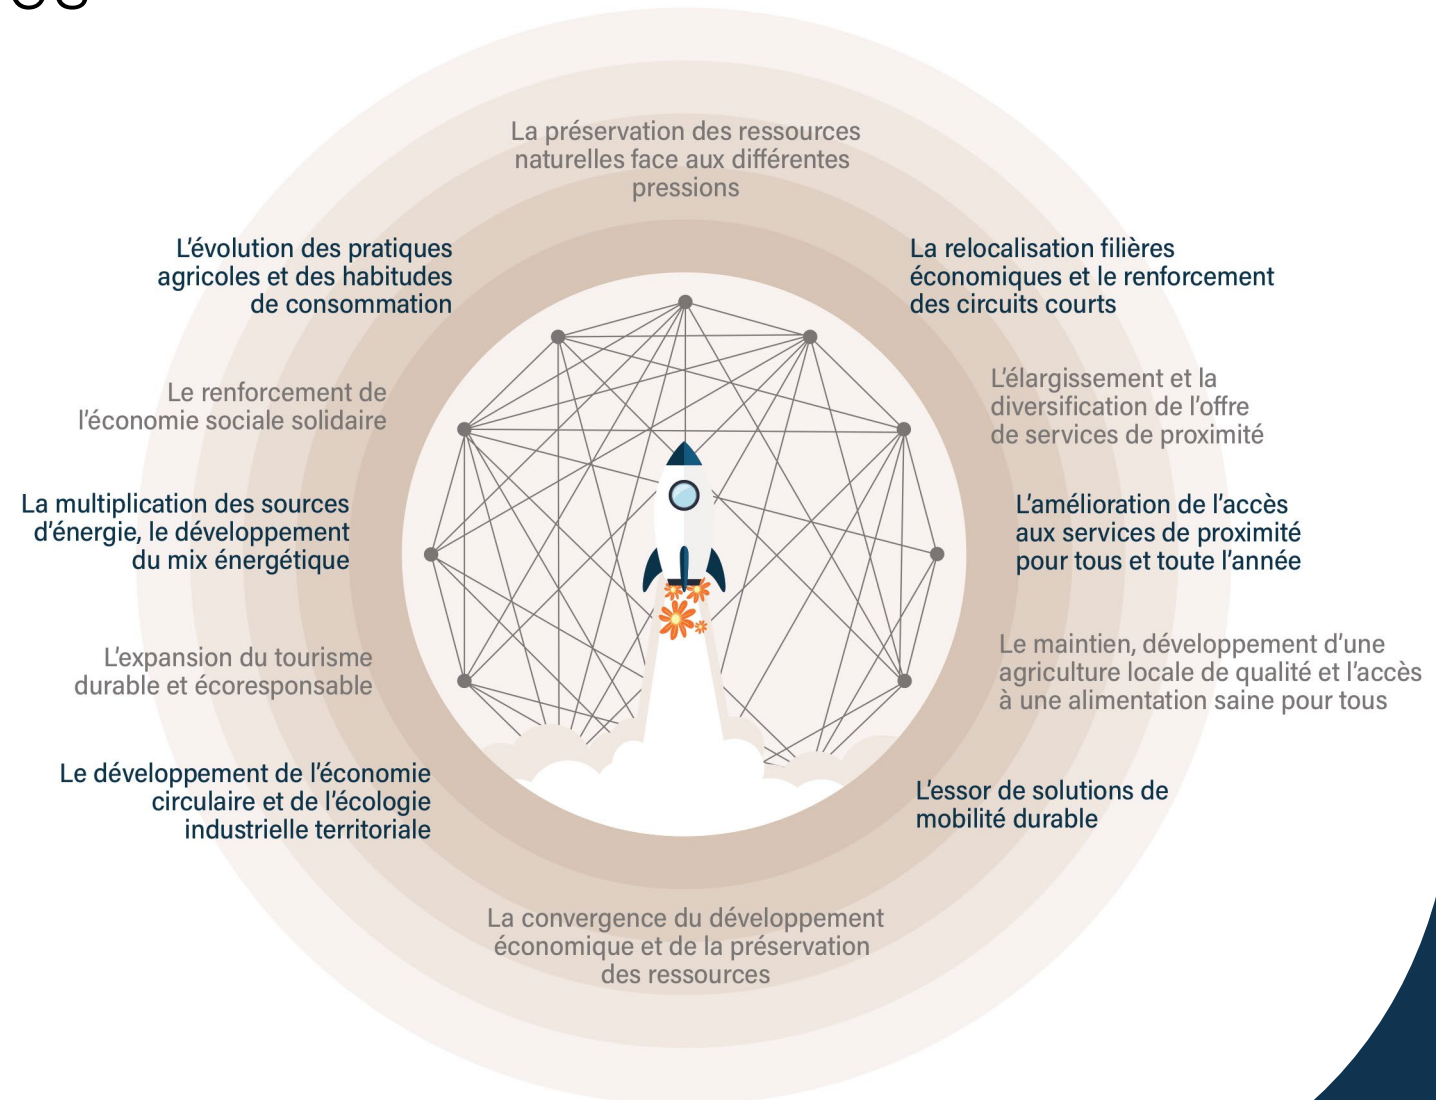 La préservation des ressources
naturelles face aux différentes
pressions
L'évolution des pratiques
agricoles et des habitudes
de consommation
La relocalisation filières
économiques et le renforcement
des circuits courts
Le renforcement de
l'économie sociale solidaire
L'élargissement et la
diversification de l'offre
de services de proximité
La multiplication des sources
d'énergie, le développement
du mix énergétique
L'amélioration de l'accès
aux services de proximité
pour tous et toute l'année
L'expansion du tourisme
durable et écoresponsable
Le maintien, développement d'une
agriculture locale de qualité et l'accès
à une alimentation saine pour tous
Le développement de l'économie
circulaire et de l'écologie
industrielle territoriale
L'essor de solutions de
mobilité durable
La convergence du développement
économique et de la préservation
des ressources